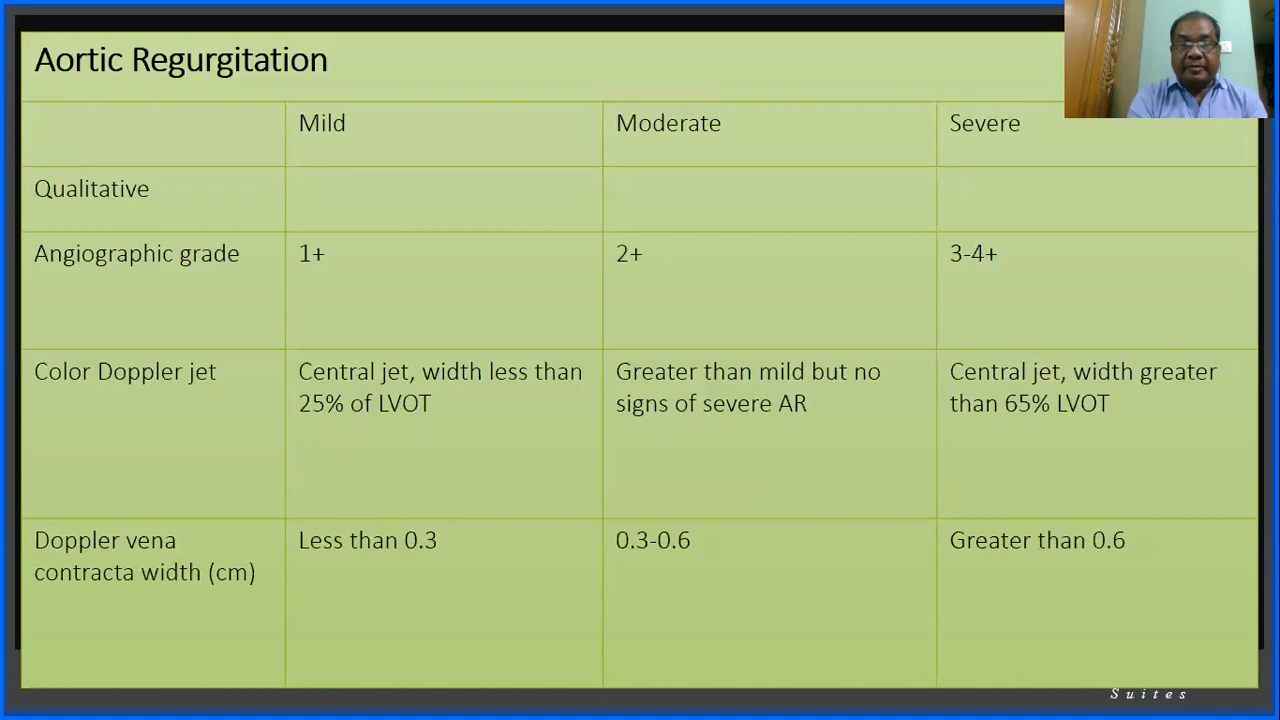 Aortic Regurgitation
Mild Moderate Severe
Qualitative
Angiographic grade 1+ 2+ 3-4+
Color Doppler jet Central jet, width less than Greater than mild but no Central jet, width greater
25% of LVOT signs of severe AR than 65% LVOT
Doppler vena Less than 0.3 0.3-0.6 Greater than 0.6
contracta width (cm)
Suites